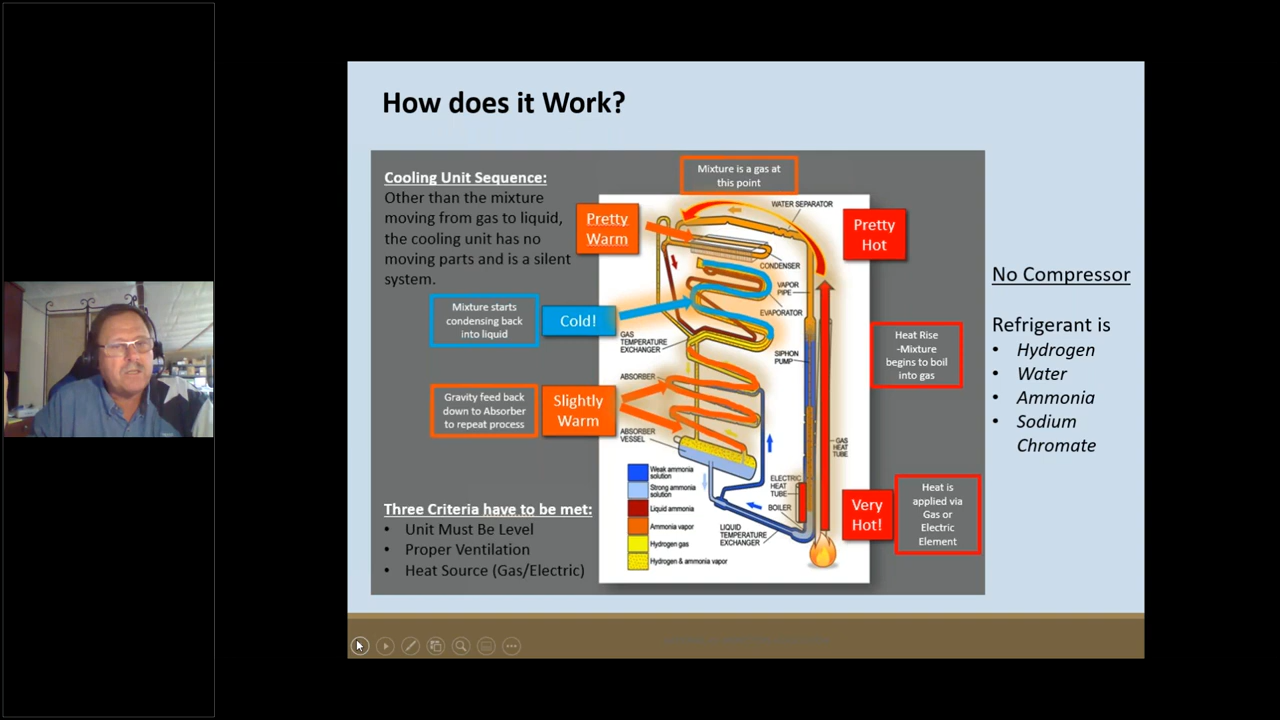 How does it Work?
Cooling Unit Sequence:
Other than the mixture
moving from gas to liquid,
the cooling unit has no
moving parts and is a silent
system.
Mixture is a gas at
this point
Pretty
Warm
WATER SEPARATOR
Pretty
Hot
CONDENSER
VAPOR
PIPE
EVAPORATOR
Mixture starts
condensing back
into liquid
Cold!
GAS
TEMPERATURE
EXCHANGER
SIPHON
PUMP
Heat Rise
-Mixture
begins to boil
into gas
ABSORBER
Gravity feed back
down to Absorber
to repeat process
Slightly
Warm
ABSORBER
VESSEL
GAS
HEAT
TUBE
Weak ammonia
solution
Strong ammonia
solution
Liquid ammonia
Ammonia vapor
Hydrogen gas
Hydrogen & ammonia vapor
ELECTRIC
HEAT
TUBE
BOILER
LIQUID
TEMPERATURE
EXCHANGER
Very
Hot!
Heat is
applied via
Gas or
Electric
Element
Three Criteria have to be met:
• Unit Must Be Level
• Proper Ventilation
• Heat Source (Gas/Electric)
No Compressor
Refrigerant is
• Hydrogen
• Water
• Ammonia
• Sodium
Chromate